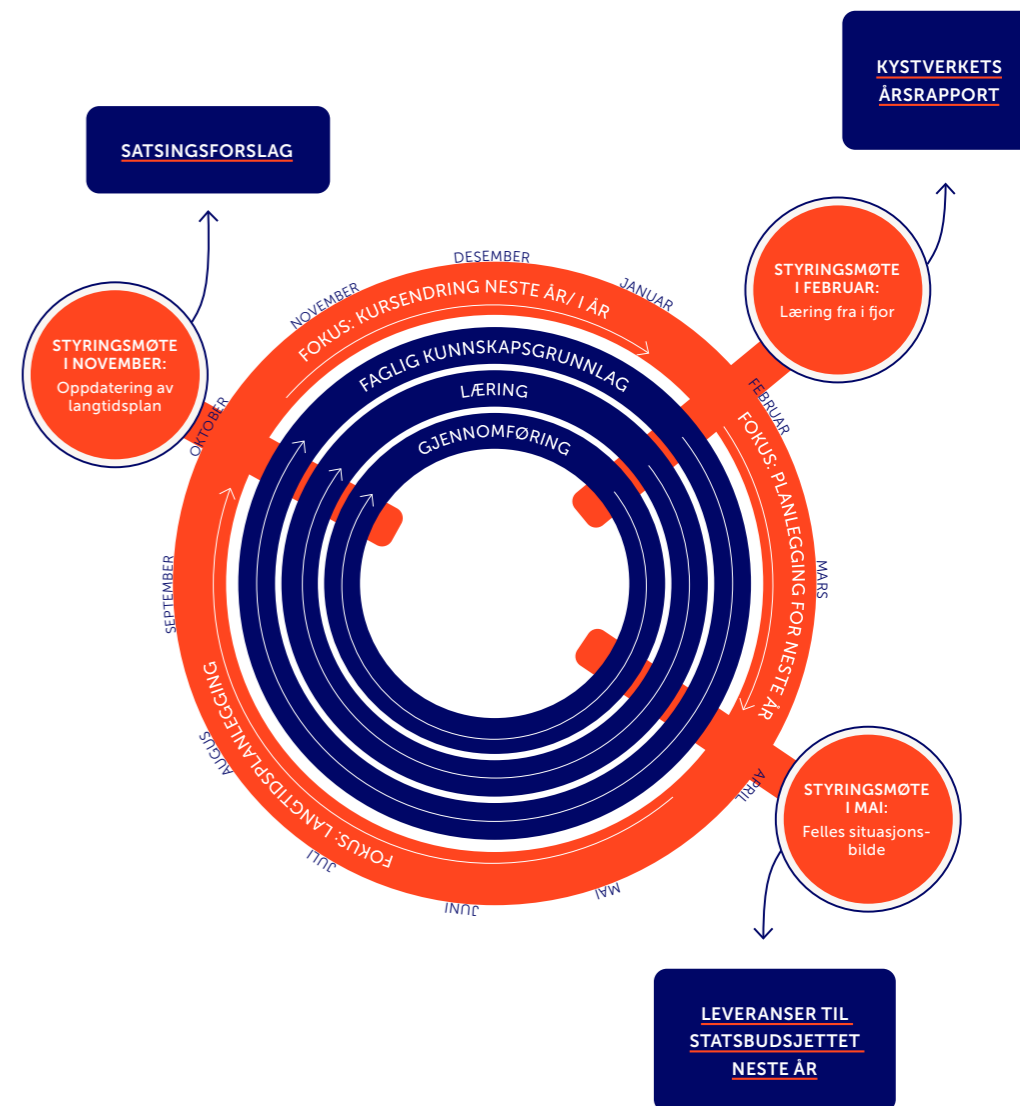 KYSTVERKETS
ÅRSRAPPORT
SATSINGSFORSLAG
STYRINGSMØTE
I FEBRUAR:
Læring fra i fjor
STYRINGSMØTE
I NOVEMBER:
Oppdatering av
langtidsplan
DESEMBER
JANUAR
FEBRUAR
MARS
APRIL
MAI
JUNI
JULI
AUGUS
SEPTEMBER
OKTOBER
NOVEMBER
FOKUS: KURSENDRING NESTE ÅR/ I ÅR
FOKUS: PLANLEGGING FOR NESTE ÅR
FOKUS: LANGTIDSPLANLEGGING
FAGLIG KUNNSKAPSGRUNNLAG
LÆRING
GJENNOMFØRING
STYRINGSMØTE
I MAI:
Felles situasjons-
bilde
LEVERANSER TIL
STATSBUDSJETTET
NESTE ÅR